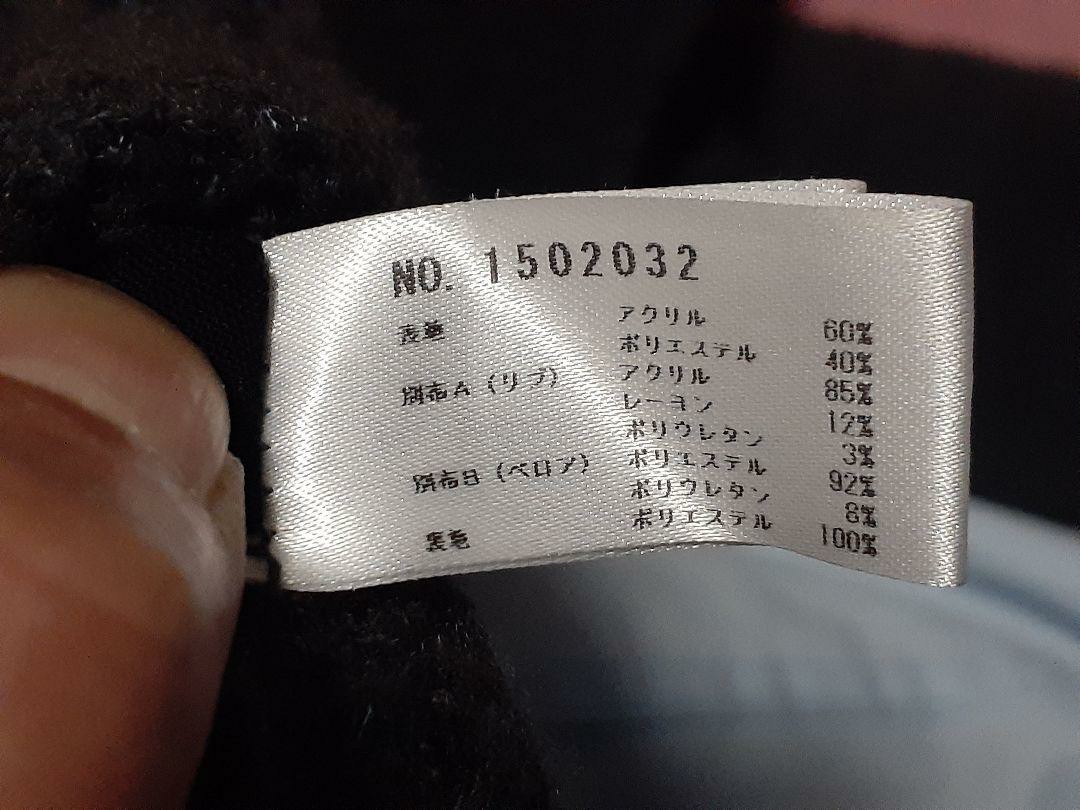 NO. 1502032
表地 アクリル 60%
ポリエステル 40%
別布A(リブ) アクリル 85%
レーヨン 12%
ポリウレタン 3%
別布B(ベロア) ポリエステル 92%
ポリウレタン 8%
裏地 ポリエステル 100%